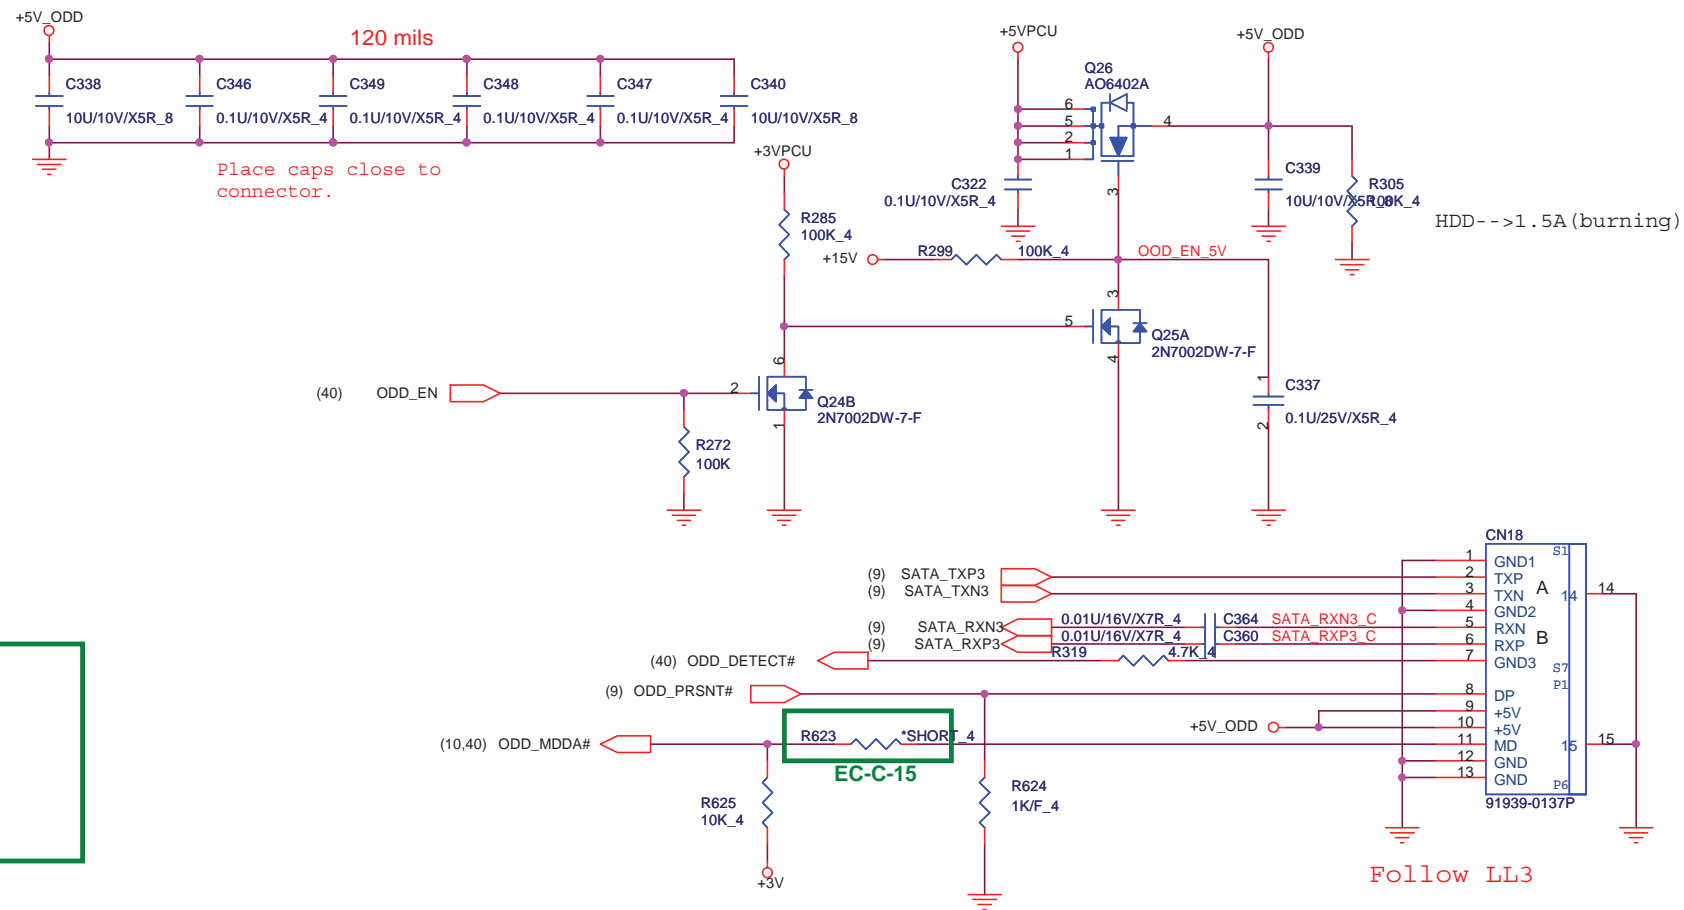 +5V_ODD
120 mils
C338
10U/10V/X5R_8
C346
0.1U/10V/X5R_4
C349
0.1U/10V/X5R_4
C348
0.1U/10V/X5R_4
C347
0.1U/10V/X5R_4
C340
10U/10V/X5R_8
Place caps close to
connector.
+3VPCU
R285
100K_4
+5VPCU
Q26
AO6402A
6
5
2
1
4
3
C322
0.1U/10V/X5R_4
+5V_ODD
C339
10U/10V/X5R_8
R305
100K_4
HDD-->1.5A(burning)
+15V
R299
100K_4
OOD_EN_5V
3
5
4
Q25A
2N7002DW-7-F
1
C337
0.1U/25V/X5R_4
2
(40)
ODD_EN
6
2
1
Q24B
2N7002DW-7-F
R272
100K
CN18
(9) SATA_TXP3
(9) SATA_TXN3
(9) SATA_RXN3
0.01U/16V/X7R_4
C364
SATA_RXN3_C
(9) SATA_RXP3
0.01U/16V/X7R_4
C360
SATA_RXP3_C
(40) ODD_DETECT#
R319
4.7K_4
(9) ODD_PRSNT#
+5V_ODD
(10,40) ODD_MDDA#
R623
*SHORT_4
EC-C-15
R625
10K_4
+3V
R624
1K/F_4
1 GND1 S1
2 TXP
3 TXN A 14 14
4 GND2
5 RXN B
6 RXP
7 GND3 S7
P1
8 DP
9 +5V
10 +5V
11 MD 15 15
12 GND
13 GND P6
91939-0137P
Follow LL3